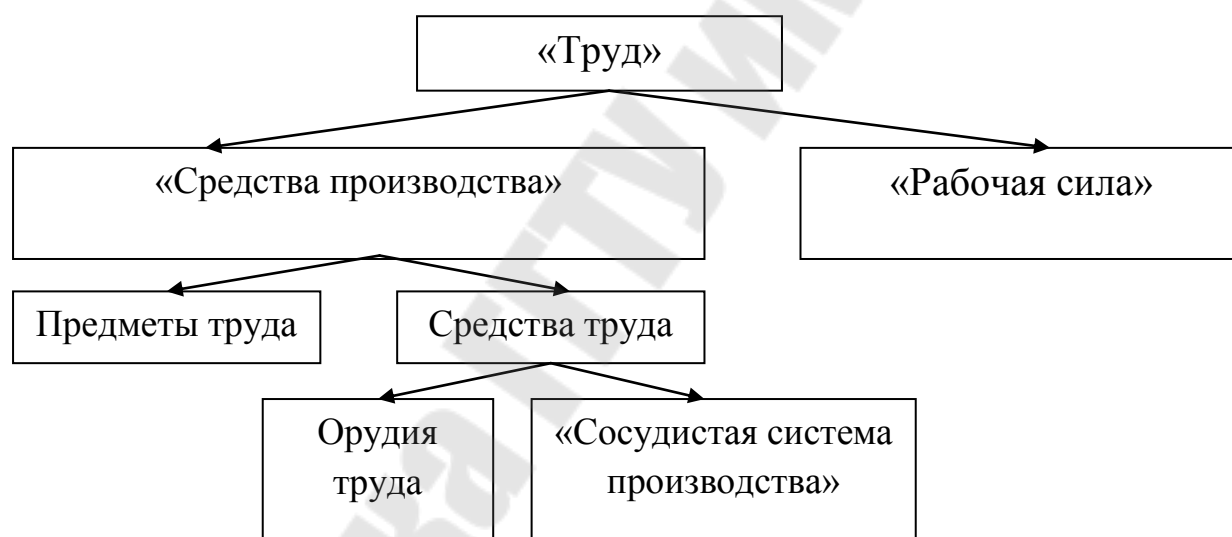 «Труд»
«Средства производства»
«Рабочая сила»
Предметы труда
Средства труда
Орудия
труда
«Сосудистая система
производства»